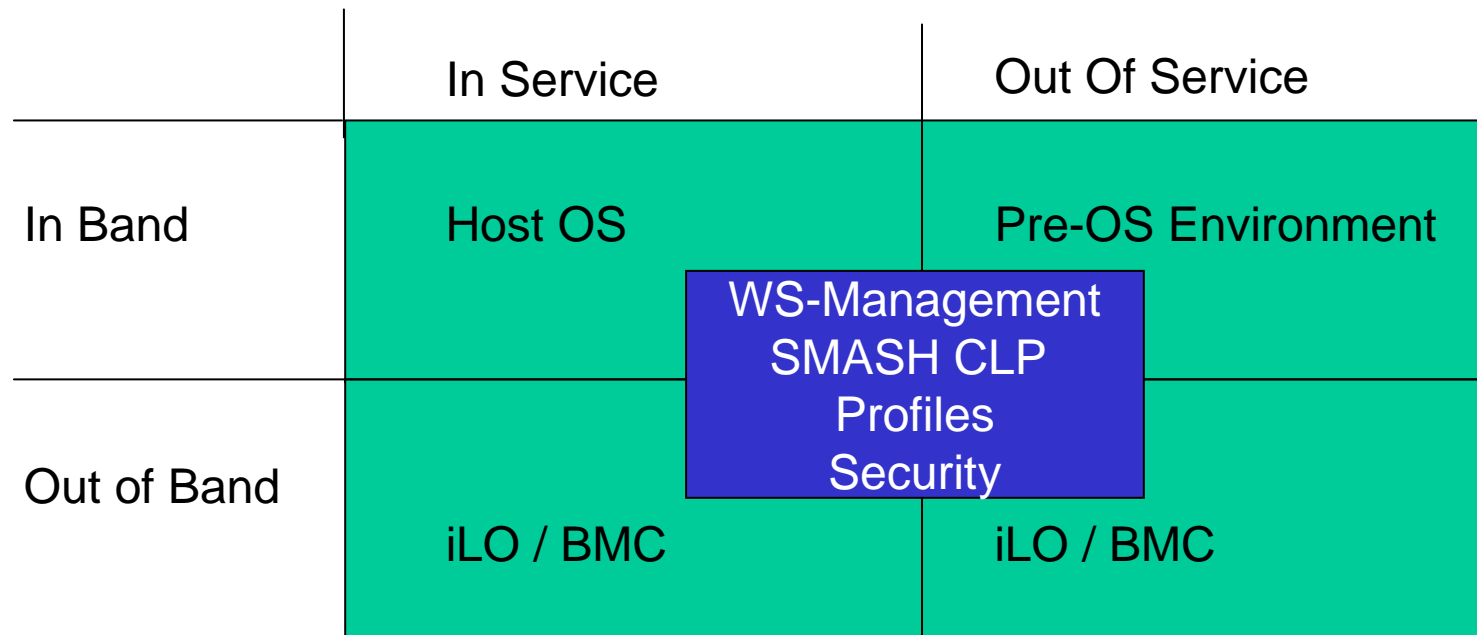 In Service
Out Of Service
In Band
Host OS
Pre-OS Environment
WS-Management
SMASH CLP
Profiles
Security
Out of Band
iLO / BMC
iLO / BMC